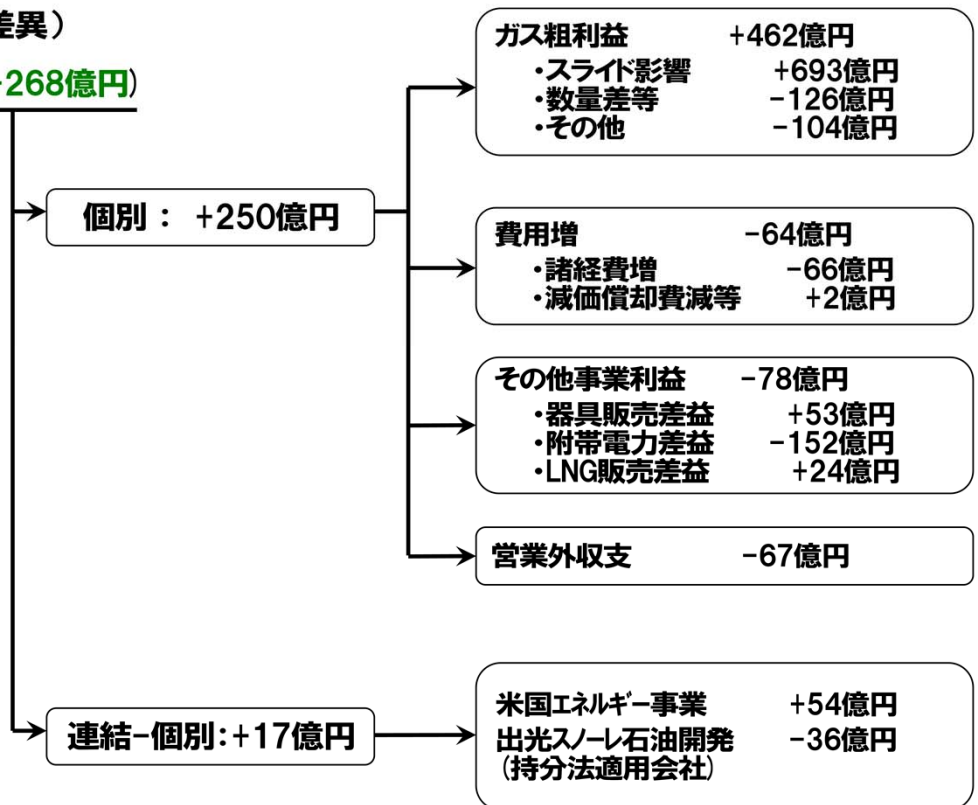 差異）
268億円)
個別： +250億円
ガス粗利益 +462億円
・スライド影響 +693億円
・数量差等 -126億円
・その他 -104億円
費用増 -64億円
・諸経費増 -66億円
・減価償却費減等 +2億円
その他事業利益 -78億円
・器具販売差益 +53億円
・附帯電力差益 -152億円
・LNG販売差益 +24億円
営業外収支 -67億円
連結-個別：+17億円
米国エネルギー事業 +54億円
出光スノーレ石油開発 -36億円
(持分法適用会社)